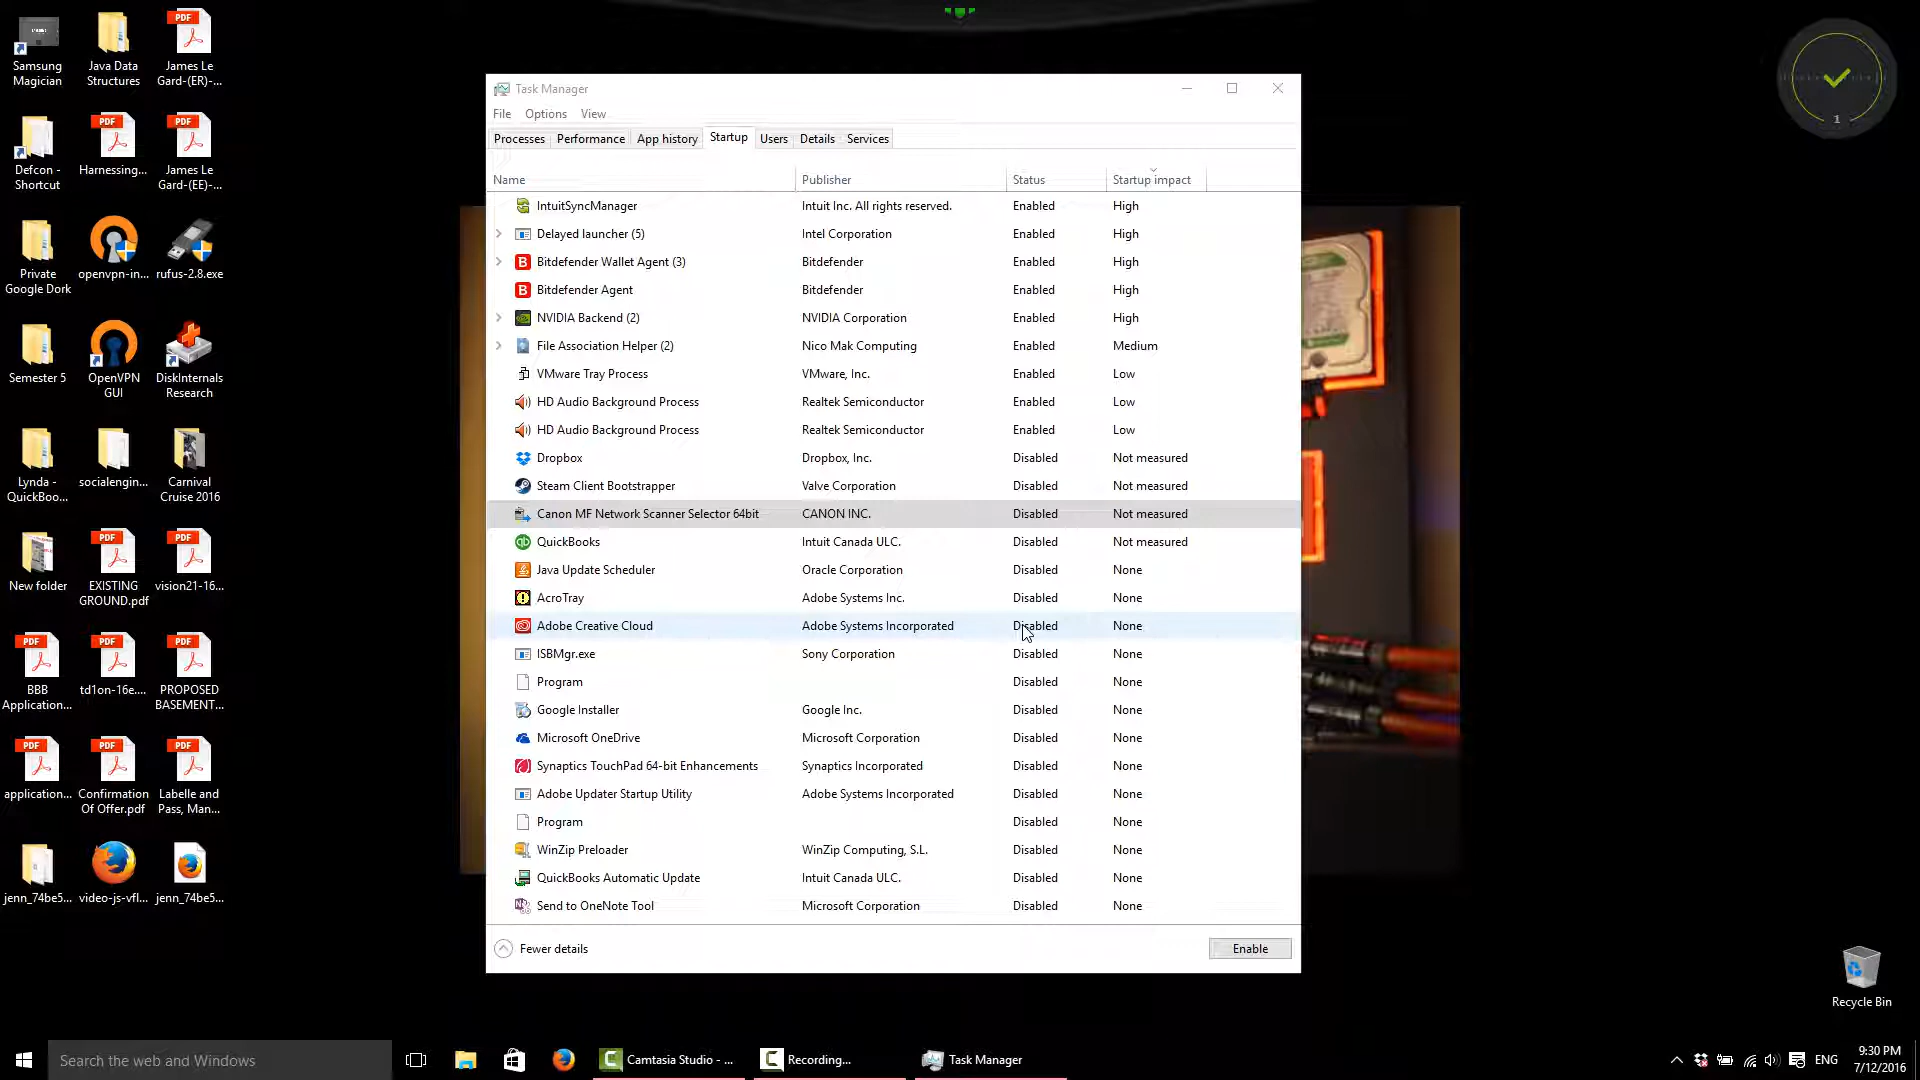 Samsung
Magician
Java Data
Structures
PDF
James Le
Gard-(ER)-...
Defcon -
Shortcut
PDF
Harnessing...
PDF
James Le
Gard-(EE)-...
Private
Google Dork
openvpn-in...
rufus-2.8.exe
Semester 5
OpenVPN
GUI
DiskInternals
Research
Lynda -
QuickBoo...
socialengin...
Carnival
Cruise 2016
New folder
PDF
EXISTING
GROUND.pdf
PDF
vision21-16...
PDF
BBB
Application...
PDF
td1on-16e....
PDF
PROPOSED
BASEMENT...
PDF
application...
PDF
Confirmation
Of Offer.pdf
PDF
Labelle and
Pass, Man...
jenn_74be5...
video-js-vfl...
jenn_74be5...
Task Manager
File Options View
Processes Performance App history Startup Users Details Services
Name Publisher Status Startup impact
IntuitSyncManager Intuit Inc. All rights reserved. Enabled High
Delayed launcher (5) Intel Corporation Enabled High
Bitdefender Wallet Agent (3) Bitdefender Enabled High
Bitdefender Agent Bitdefender Enabled High
NVIDIA Backend (2) NVIDIA Corporation Enabled High
File Association Helper (2) Nico Mak Computing Enabled Medium
VMware Tray Process VMware, Inc. Enabled Low
HD Audio Background Process Realtek Semiconductor Enabled Low
HD Audio Background Process Realtek Semiconductor Enabled Low
Dropbox Dropbox, Inc. Disabled Not measured
Steam Client Bootstrapper Valve Corporation Disabled Not measured
Canon MF Network Scanner Selector 64bit CANON INC. Disabled Not measured
QuickBooks Intuit Canada ULC. Disabled Not measured
Java Update Scheduler Oracle Corporation Disabled None
AcroTray Adobe Systems Inc. Disabled None
Adobe Creative Cloud Adobe Systems Incorporated Disabled None
ISBMgr.exe Sony Corporation Disabled None
Program Disabled None
Google Installer Google Inc. Disabled None
Microsoft OneDrive Microsoft Corporation Disabled None
Synaptics TouchPad 64-bit Enhancements Synaptics Incorporated Disabled None
Adobe Updater Startup Utility Adobe Systems Incorporated Disabled None
Program Disabled None
WinZip Preloader WinZip Computing, S.L. Disabled None
QuickBooks Automatic Update Intuit Canada ULC. Disabled None
Send to OneNote Tool Microsoft Corporation Disabled None
Fewer details Enable
1
Recycle Bin
Search the web and Windows
Camtasia Studio - ...
Recording...
Task Manager
ENG
9:30 PM
7/12/2016